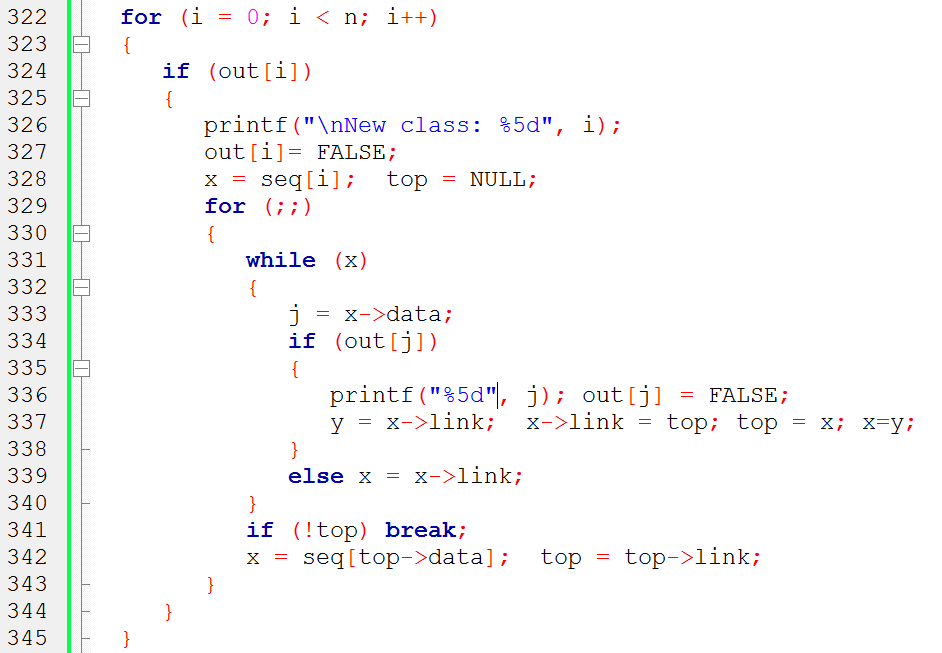 322 for (i = 0; i < n; i++)
323 {
324 if (out[i])
325 {
326 printf("\nNew class: %5d", i);
327 out[i]= FALSE;
328 x = seq[i]; top = NULL;
329 for (;;)
330 {
331 while (x)
332 {
333 j = x->data;
334 if (out[j])
335 {
336 printf("%5d", j); out[j] = FALSE;
337 y = x->link; x->link = top; top = x; x=y;
338 }
339 else x = x->link;
340 }
341 if (!top) break;
342 x = seq[top->data]; top = top->link;
343 }
344 }
345 }